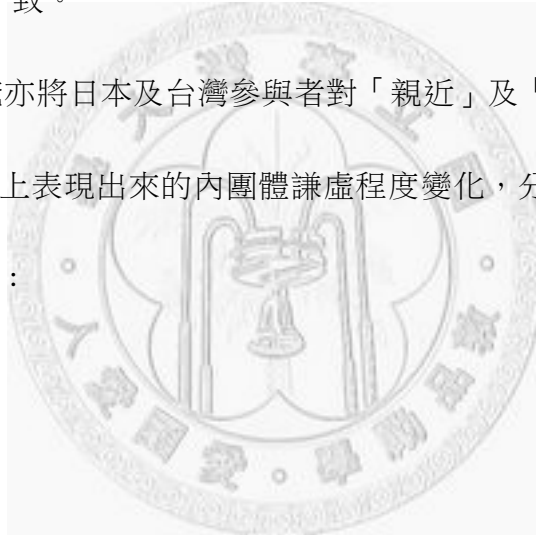 致。
亦將日本及台灣參與者對「親近」及「
上表現出來的內團體謙虛程度變化，分
：